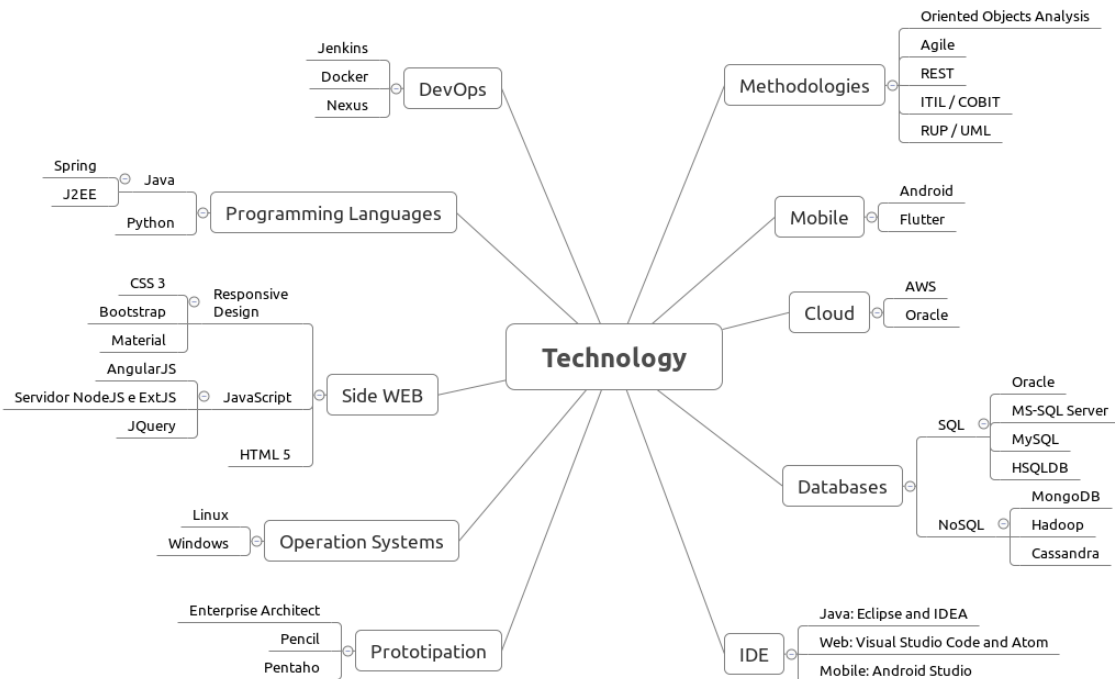 Technology
DevOps
Jenkins
Docker
Nexus
Programming Languages
Java
Spring
J2EE
Python
Side WEB
Responsive
Design
CSS 3
Bootstrap
Material
JavaScript
AngularJS
Servidor NodeJS e ExtJS
JQuery
HTML 5
Operation Systems
Linux
Windows
Prototipation
Enterprise Architect
Pencil
Pentaho
Methodologies
Oriented Objects Analysis
Agile
REST
ITIL / COBIT
RUP / UML
Mobile
Android
Flutter
Cloud
AWS
Oracle
Databases
SQL
Oracle
MS-SQL Server
MySQL
HSQLDB
NoSQL
MongoDB
Hadoop
Cassandra
IDE
Java: Eclipse and IDEA
Web: Visual Studio Code and Atom
Mobile: Android Studio